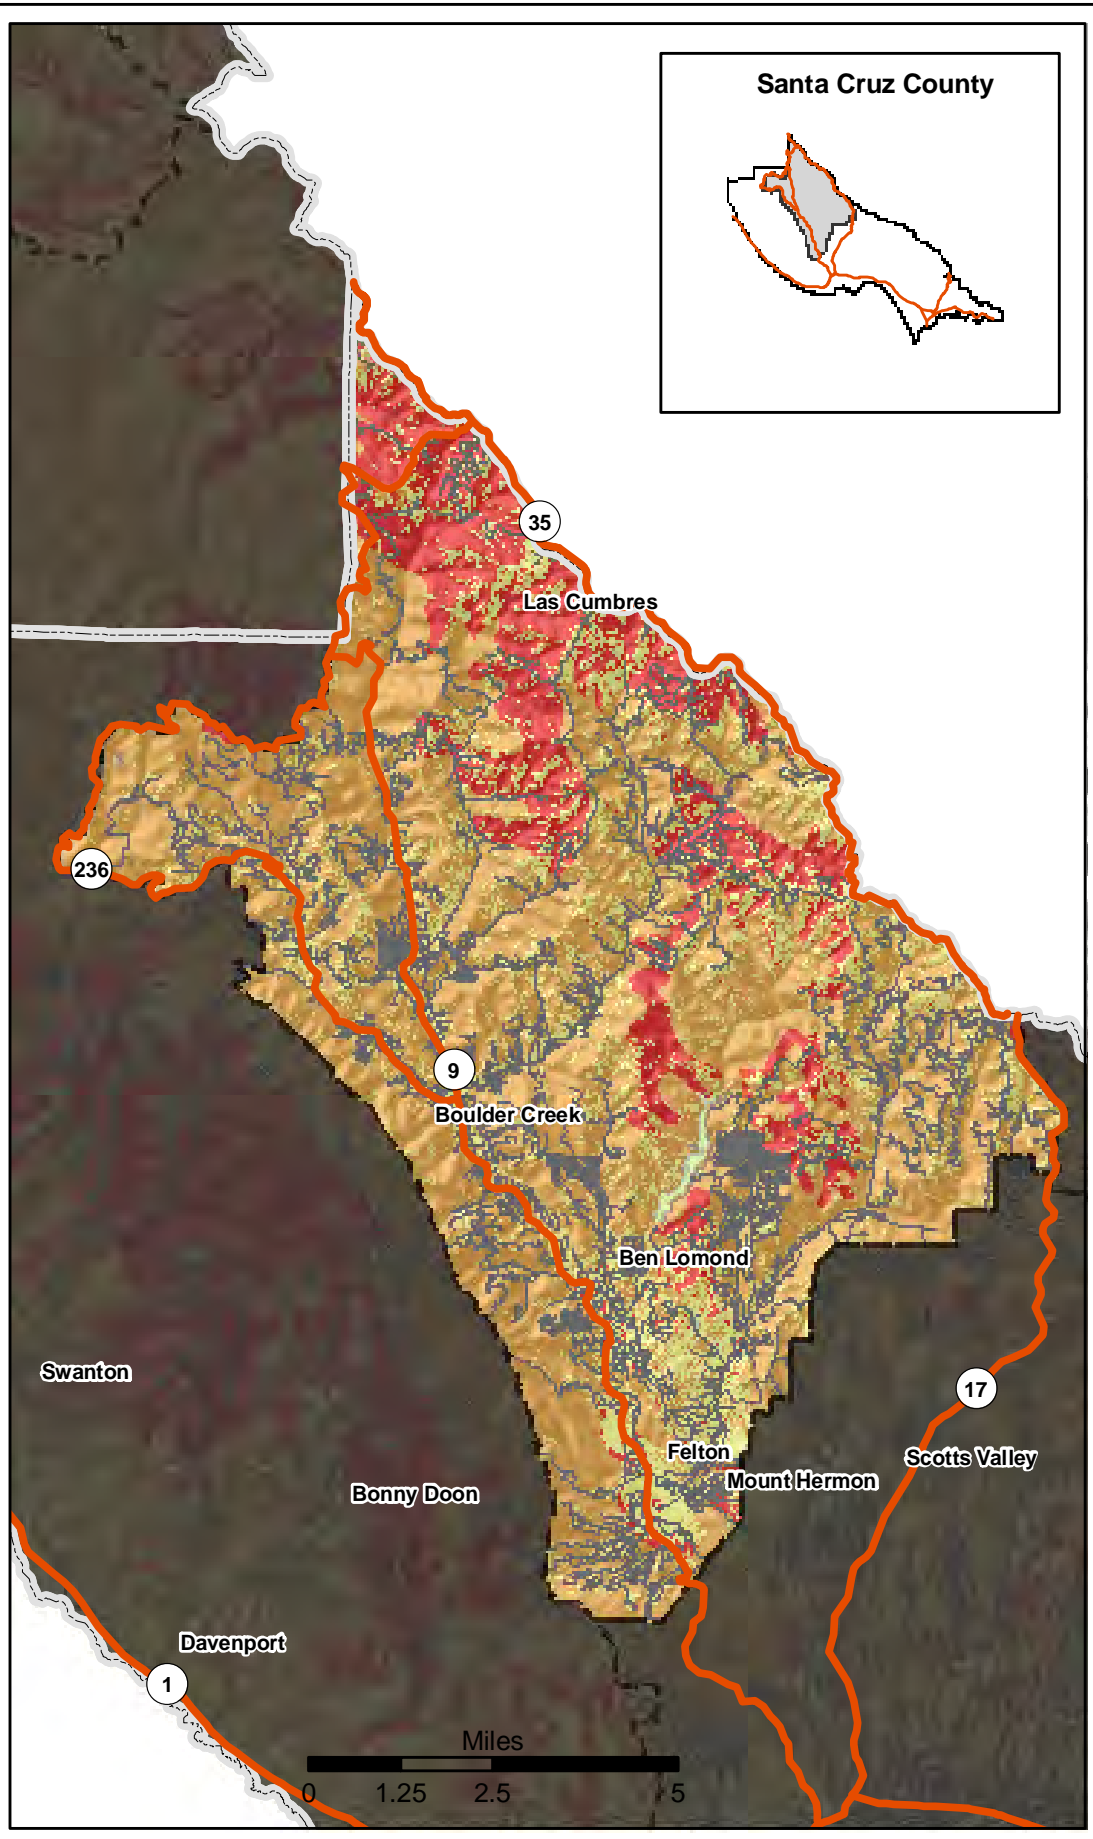 Santa Cruz County
35
Las Cumbres
236
9
Boulder Creek
Ben Lomond
Swanton
17
Felton
Scotts Valley
Mount Hermon
Bonny Doon
Davenport
1
Miles
0 1.25 2.5 5